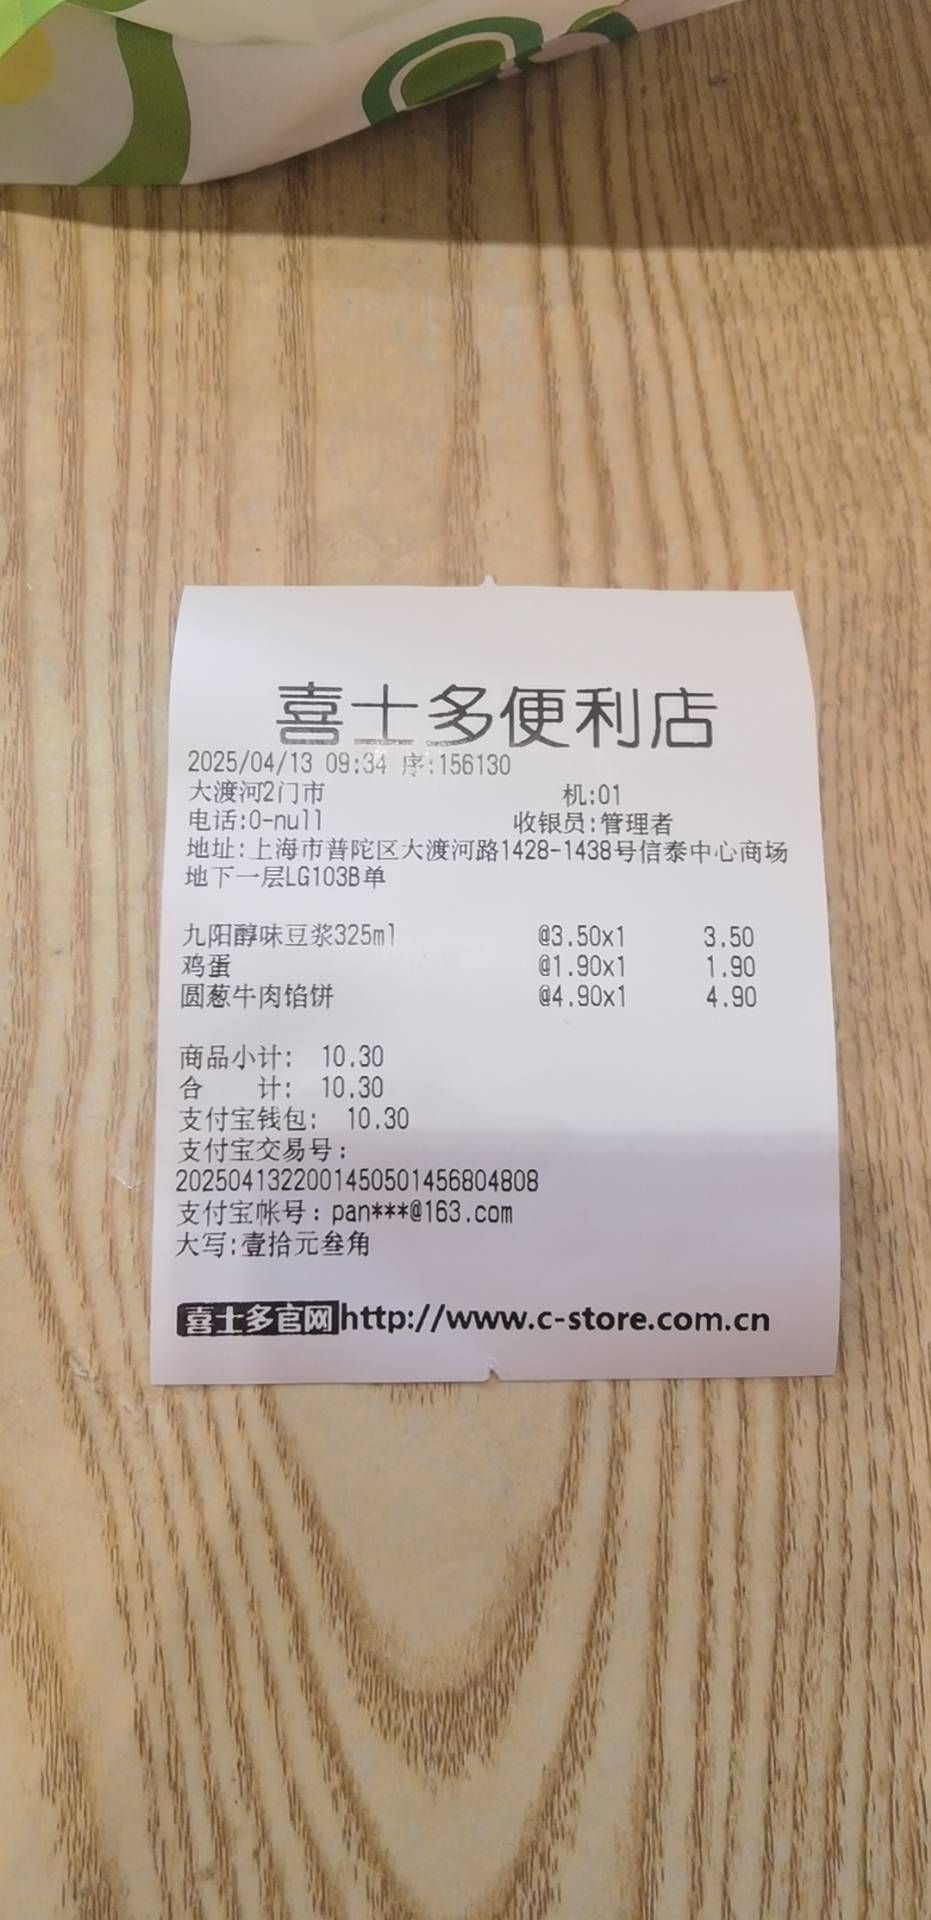 喜士多便利店
2025/04/13 09:34 序:156130
大渡河2门市 机:01
电话:0-null 收银员:管理者
地址:上海市普陀区大渡河路1428-1438号信泰中心商场
地下一层LG103B单
九阳醇味豆浆325ml @3.50x1 3.50
鸡蛋 @1.90x1 1.90
圆葱牛肉馅饼 @4.90x1 4.90
商品小计: 10.30
合 计: 10.30
支付宝钱包: 10.30
支付宝交易号:
2025041322001450501456804808
支付宝帐号:pan***@163.com
大写:壹拾元叁角
喜士多官网http://www.c-store.com.cn